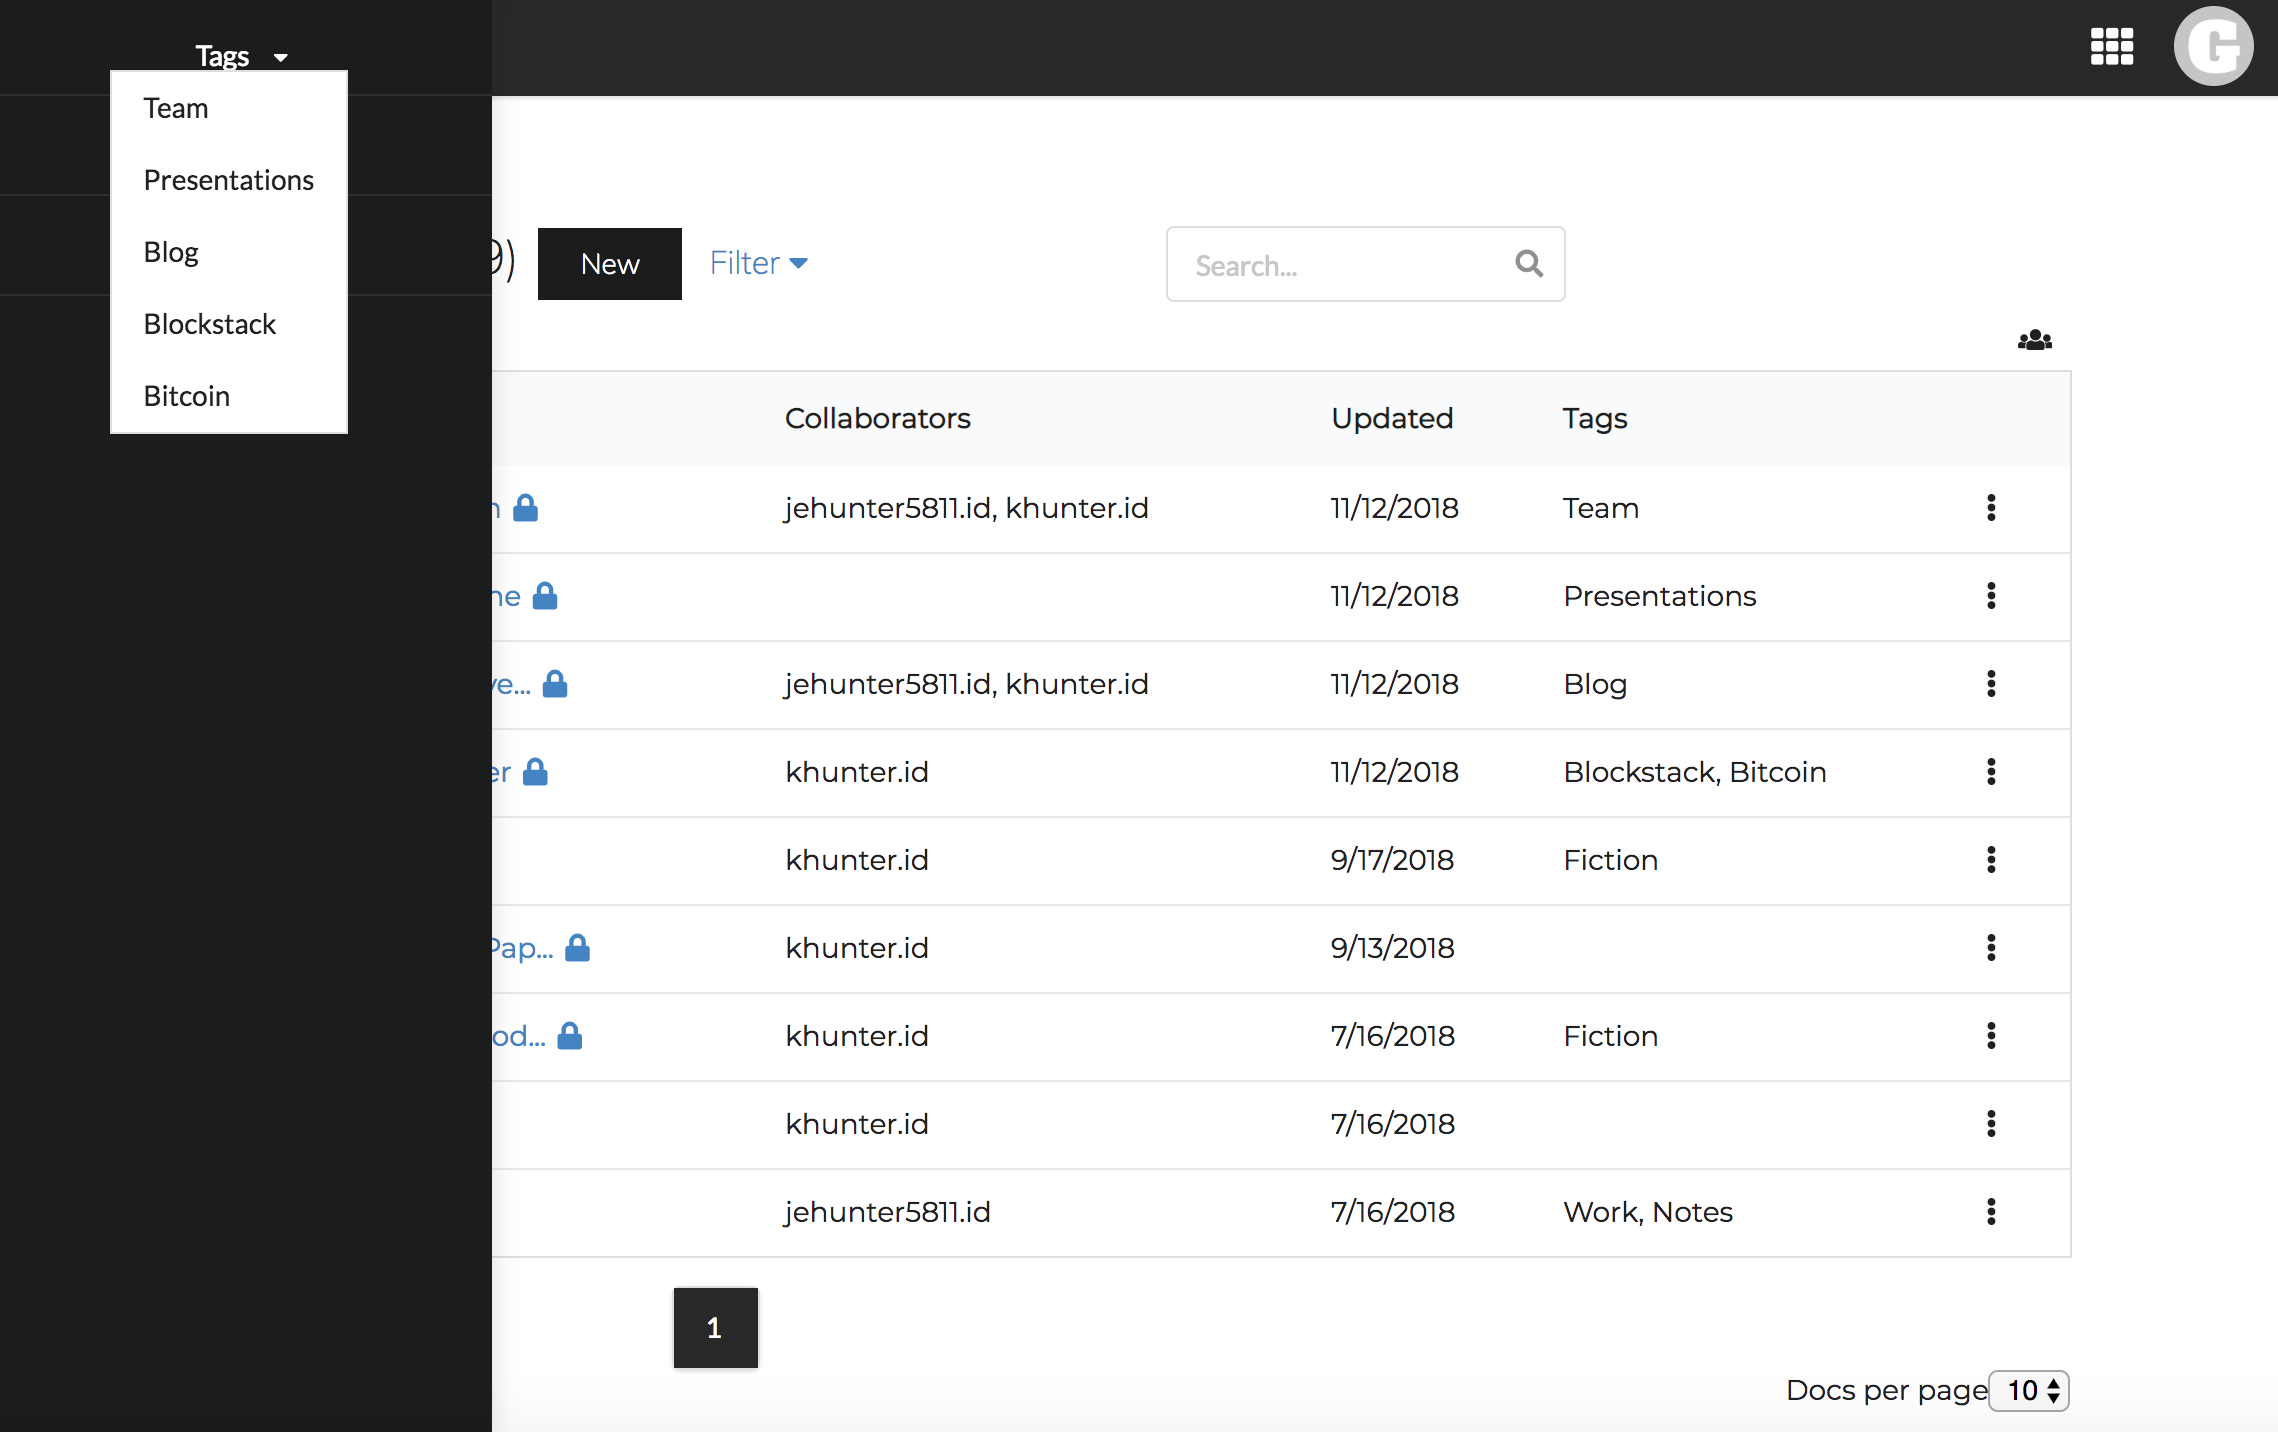 Tags
Team
Presentations
Blog
Blockstack
Bitcoin
G
9) New Filter Search...
Collaborators Updated Tags
jehunter5811.id, khunter.id 11/12/2018 Team
ne 11/12/2018 Presentations
ve... jehunter5811.id, khunter.id 11/12/2018 Blog
er khunter.id 11/12/2018 Blockstack, Bitcoin
khunter.id 9/17/2018 Fiction
Pap... khunter.id 9/13/2018
od... khunter.id 7/16/2018 Fiction
khunter.id 7/16/2018
jehunter5811.id 7/16/2018 Work, Notes
1
Docs per page 10